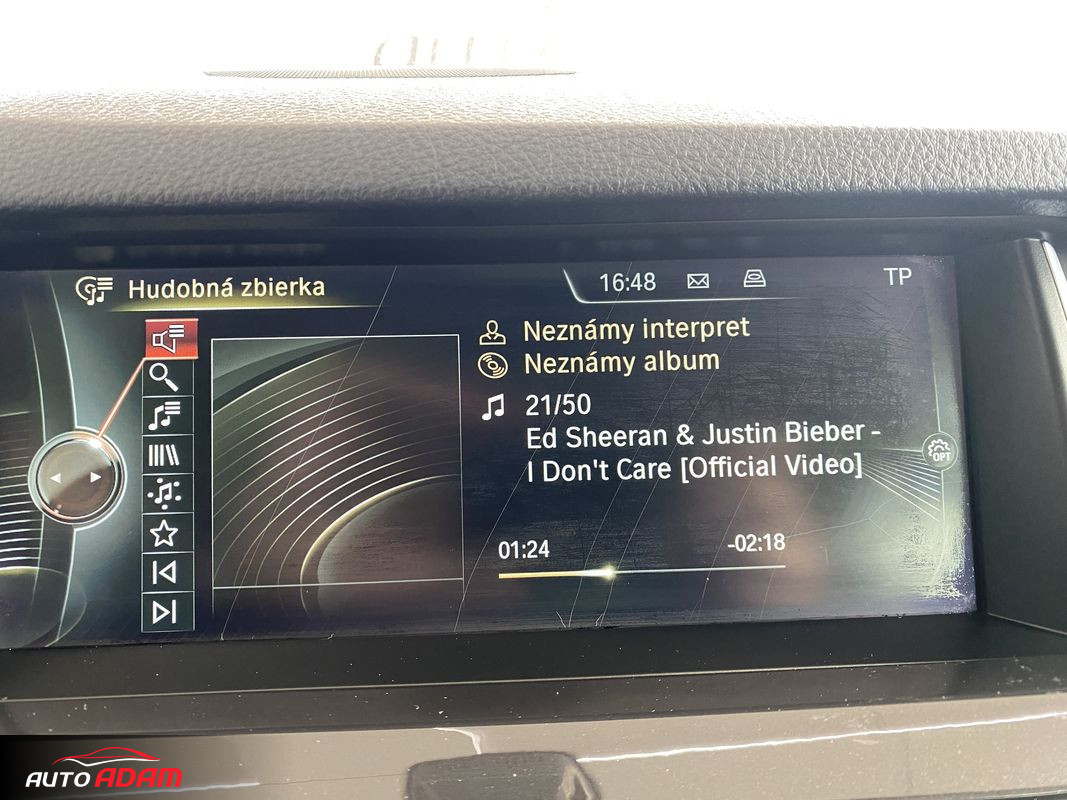 Hudobná zbierka
16:48
TP
Neznámy interpret
Neznámy album
21/50
Ed Sheeran & Justin Bieber -
I Don't Care [Official Video]
OPT
01:24
-02:18
AUTO ADAM